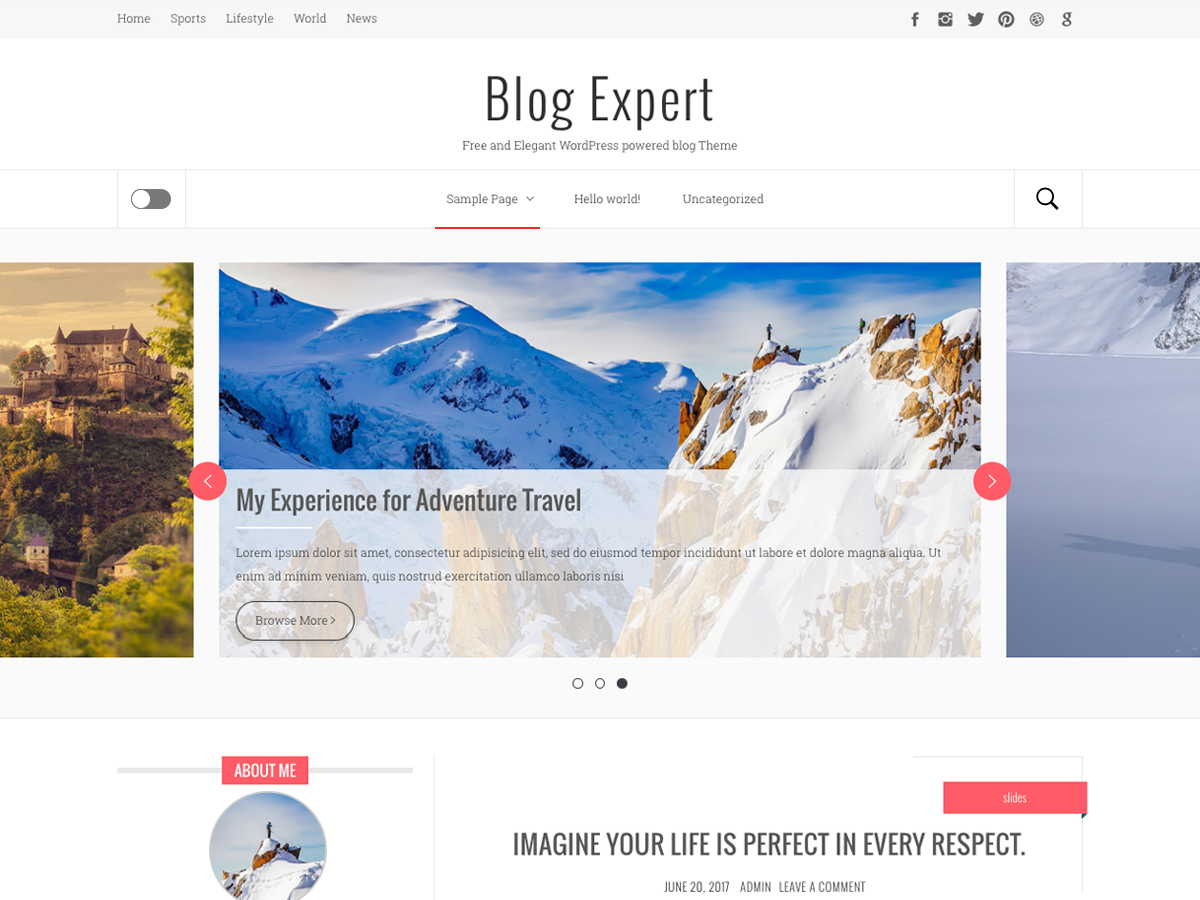 Home Sports Lifestyle World News
Blog Expert
Free and Elegant WordPress powered blog Theme
Sample Page Hello world! Uncategorized
My Experience for Adventure Travel
Lorem ipsum dolor sit amet, consectetur adipisicing elit, sed do eiusmod tempor incididunt ut labore et dolore magna aliqua. Ut
enim ad minim veniam, quis nostrud exercitation ullamco laboris nisi
Browse More
ABOUT ME
slides
IMAGINE YOUR LIFE IS PERFECT IN EVERY RESPECT.
JUNE 20, 2017 ADMIN LEAVE A COMMENT